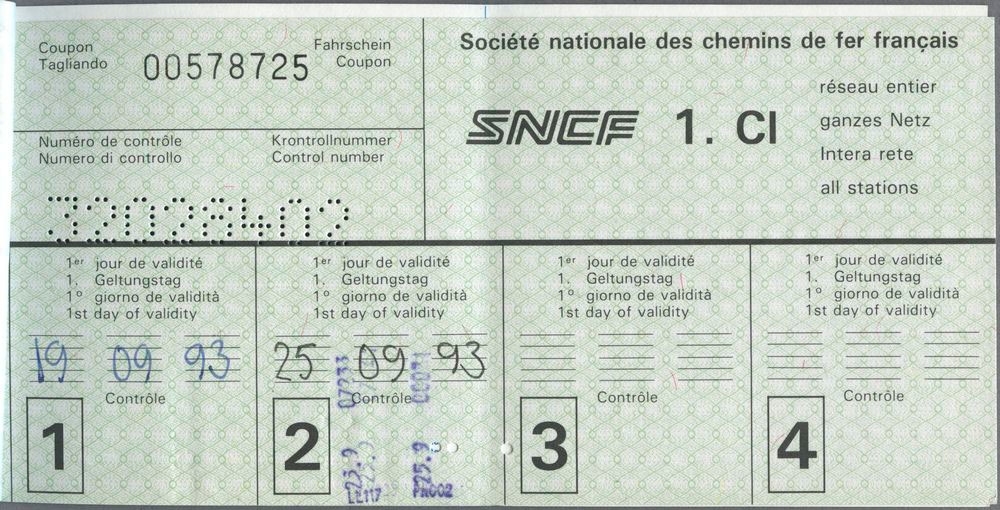 Coupon
Tagliando
00578725
Fahrschein
Coupon
Société nationale des chemins de fer français
SNCF 1. Cl
réseau entier
ganzes Netz
Intera rete
all stations
Numéro de contrôle
Numero di controllo
Krontrollnummer
Control number
1er jour de validité
1. Geltungstag
1° giorno de validità
1st day of validity
19 09 93
Contrôle
1
1er jour de validité
1. Geltungstag
1° giorno de validità
1st day of validity
25 09 93
Contrôle
2
25.9
1er jour de validité
1. Geltungstag
1° giorno de validità
1st day of validity
Contrôle
3
1er jour de validité
1. Geltungstag
1° giorno de validità
1st day of validity
Contrôle
4